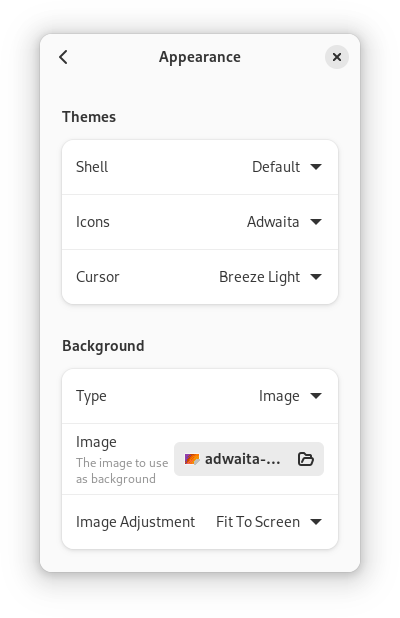 Appearance
Themes
Shell Default
Icons Adwaita
Cursor Breeze Light
Background
Type Image
Image
The image to use
as background
adwaita-...
Image Adjustment Fit To Screen